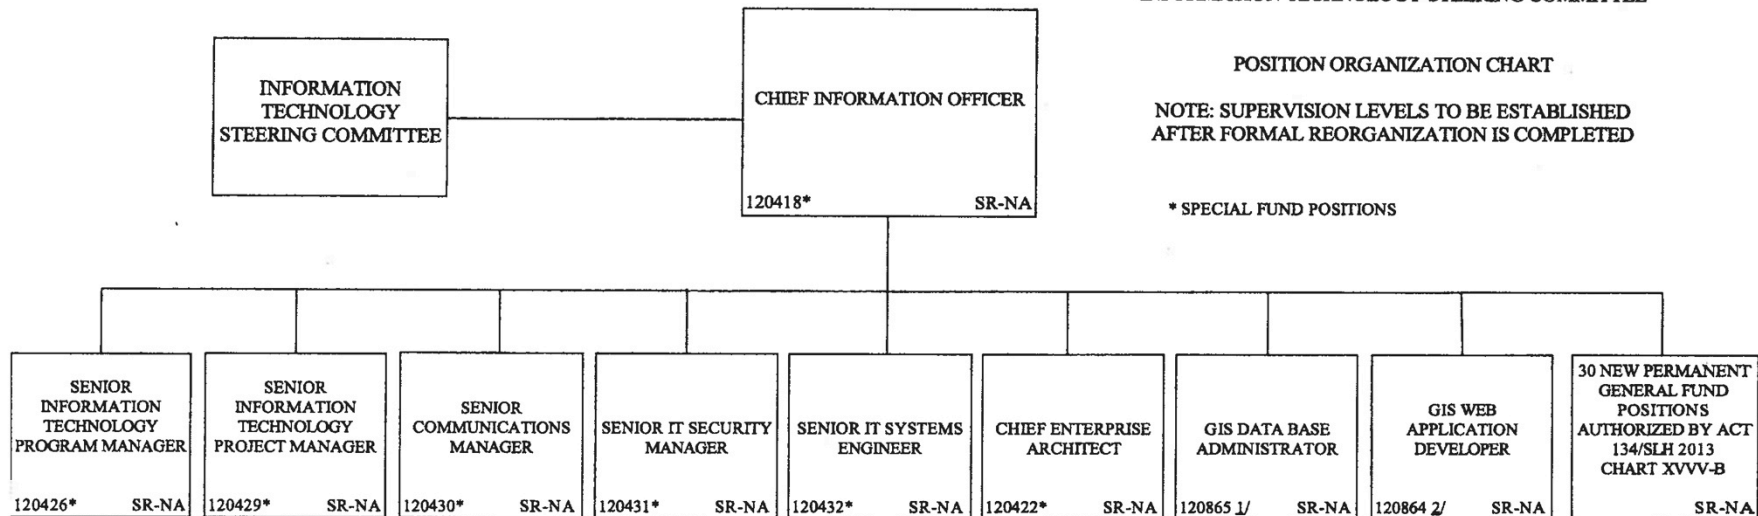 POSITION ORGANIZATION CHART
NOTE: SUPERVISION LEVELS TO BE ESTABLISHED
AFTER FORMAL REORGANIZATION IS COMPLETED
* SPECIAL FUND POSITIONS
INFORMATION
TECHNOLOGY
STEERING COMMITTEE
CHIEF INFORMATION OFFICER
120418* SR-NA
SENIOR
INFORMATION
TECHNOLOGY
PROGRAM MANAGER
120426* SR-NA
SENIOR
INFORMATION
TECHNOLOGY
PROJECT MANAGER
120429* SR-NA
SENIOR
COMMUNICATIONS
MANAGER
120430* SR-NA
SENIOR IT SECURITY
MANAGER
120431* SR-NA
SENIOR IT SYSTEMS
ENGINEER
120432* SR-NA
CHIEF ENTERPRISE
ARCHITECT
120422* SR-NA
GIS DATA BASE
ADMINISTRATOR
120865 1/ SR-NA
GIS WEB
APPLICATION
DEVELOPER
120864 2/ SR-NA
30 NEW PERMANENT
GENERAL FUND
POSITIONS
AUTHORIZED BY ACT
134/SLH 2013
CHART XVVV-B
SR-NA